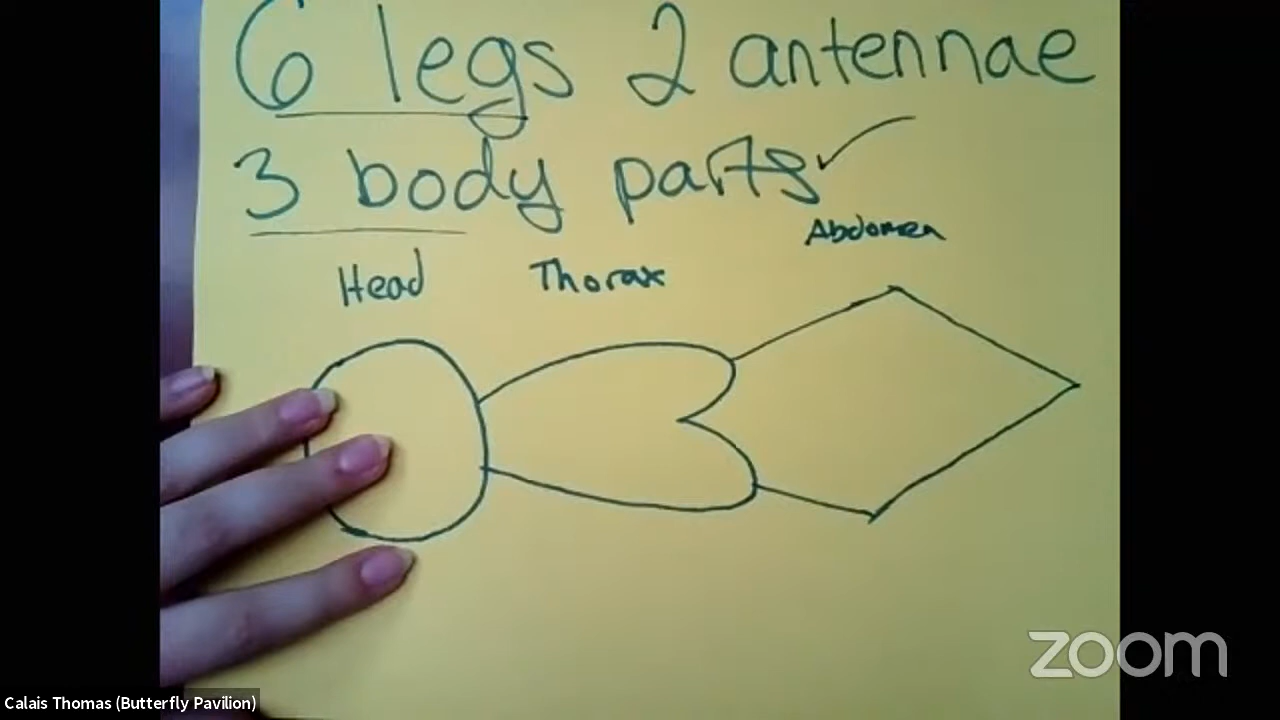 6 legs 2 antennae
3 body parts
Abdomen
Head Thorax
zoom
Calais Thomas (Butterfly Pavilion)